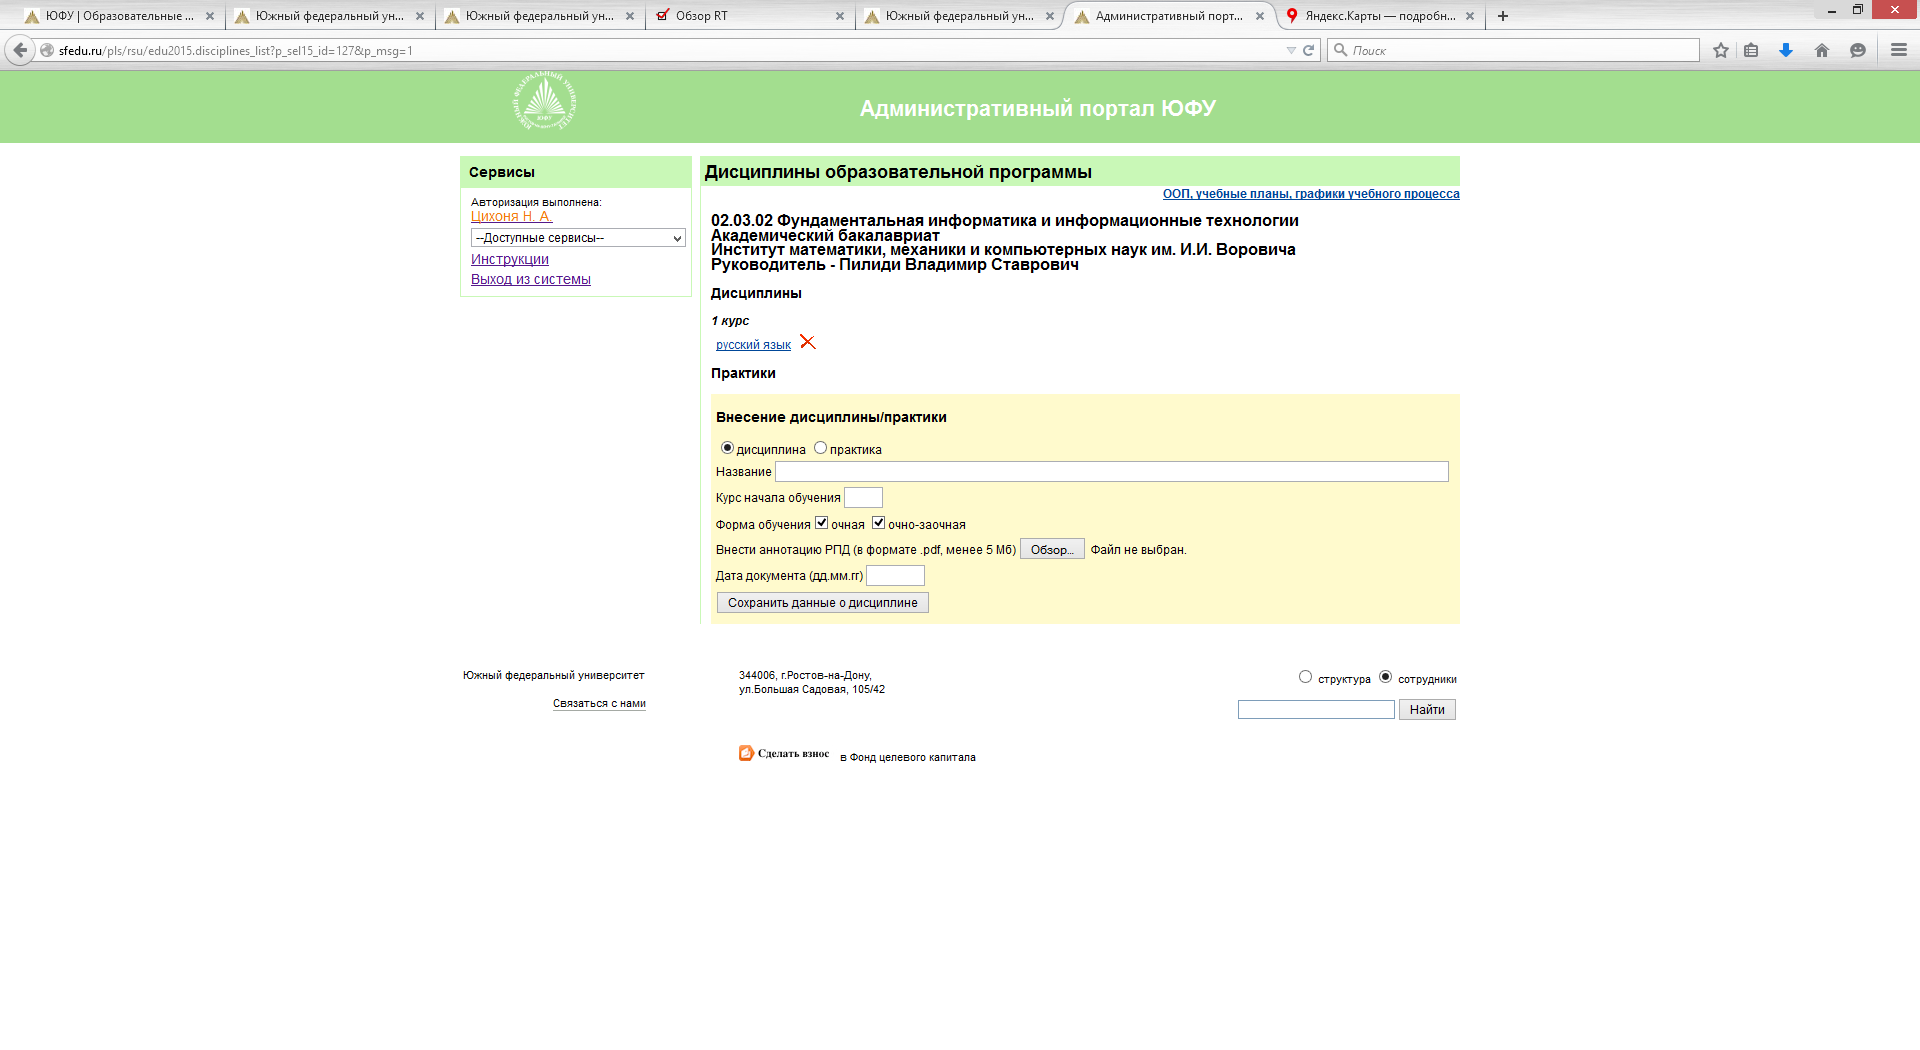 ЮФУ | Образовательные ...
Южный федеральный ун...
Южный федеральный ун...
Обзор RT
Южный федеральный ун...
Административный порт...
Яндекс.Карты — подробн...
sfedu.ru/pls/rsu/edu2015.disciplines_list?p_sel15_id=127&p_msg=1
Поиск
ЮЖНЫЙ ФЕДЕРАЛЬНЫЙ УНИВЕРСИТЕТ
ЮФУ
Административный портал ЮФУ
Сервисы
Авторизация выполнена:
Цихоня Н. А.
--Доступные сервисы--
Инструкции
Выход из системы
Дисциплины образовательной программы
ООП, учебные планы, графики учебного процесса
02.03.02 Фундаментальная информатика и информационные технологии
Академический бакалавриат
Институт математики, механики и компьютерных наук им. И.И. Воровича
Руководитель - Пилиди Владимир Ставрович
Дисциплины
1 курс
русский язык
Практики
Внесение дисциплины/практики
дисциплина практика
Название
Курс начала обучения
Форма обучения очная очно-заочная
Внести аннотацию РПД (в формате .pdf, менее 5 Мб) Обзор... Файл не выбран.
Дата документа (дд.мм.гг)
Сохранить данные о дисциплине
Южный федеральный университет
Связаться с нами
344006, г.Ростов-на-Дону,
ул.Большая Садовая, 105/42
структура сотрудники
Найти
Сделать взнос в Фонд целевого капитала